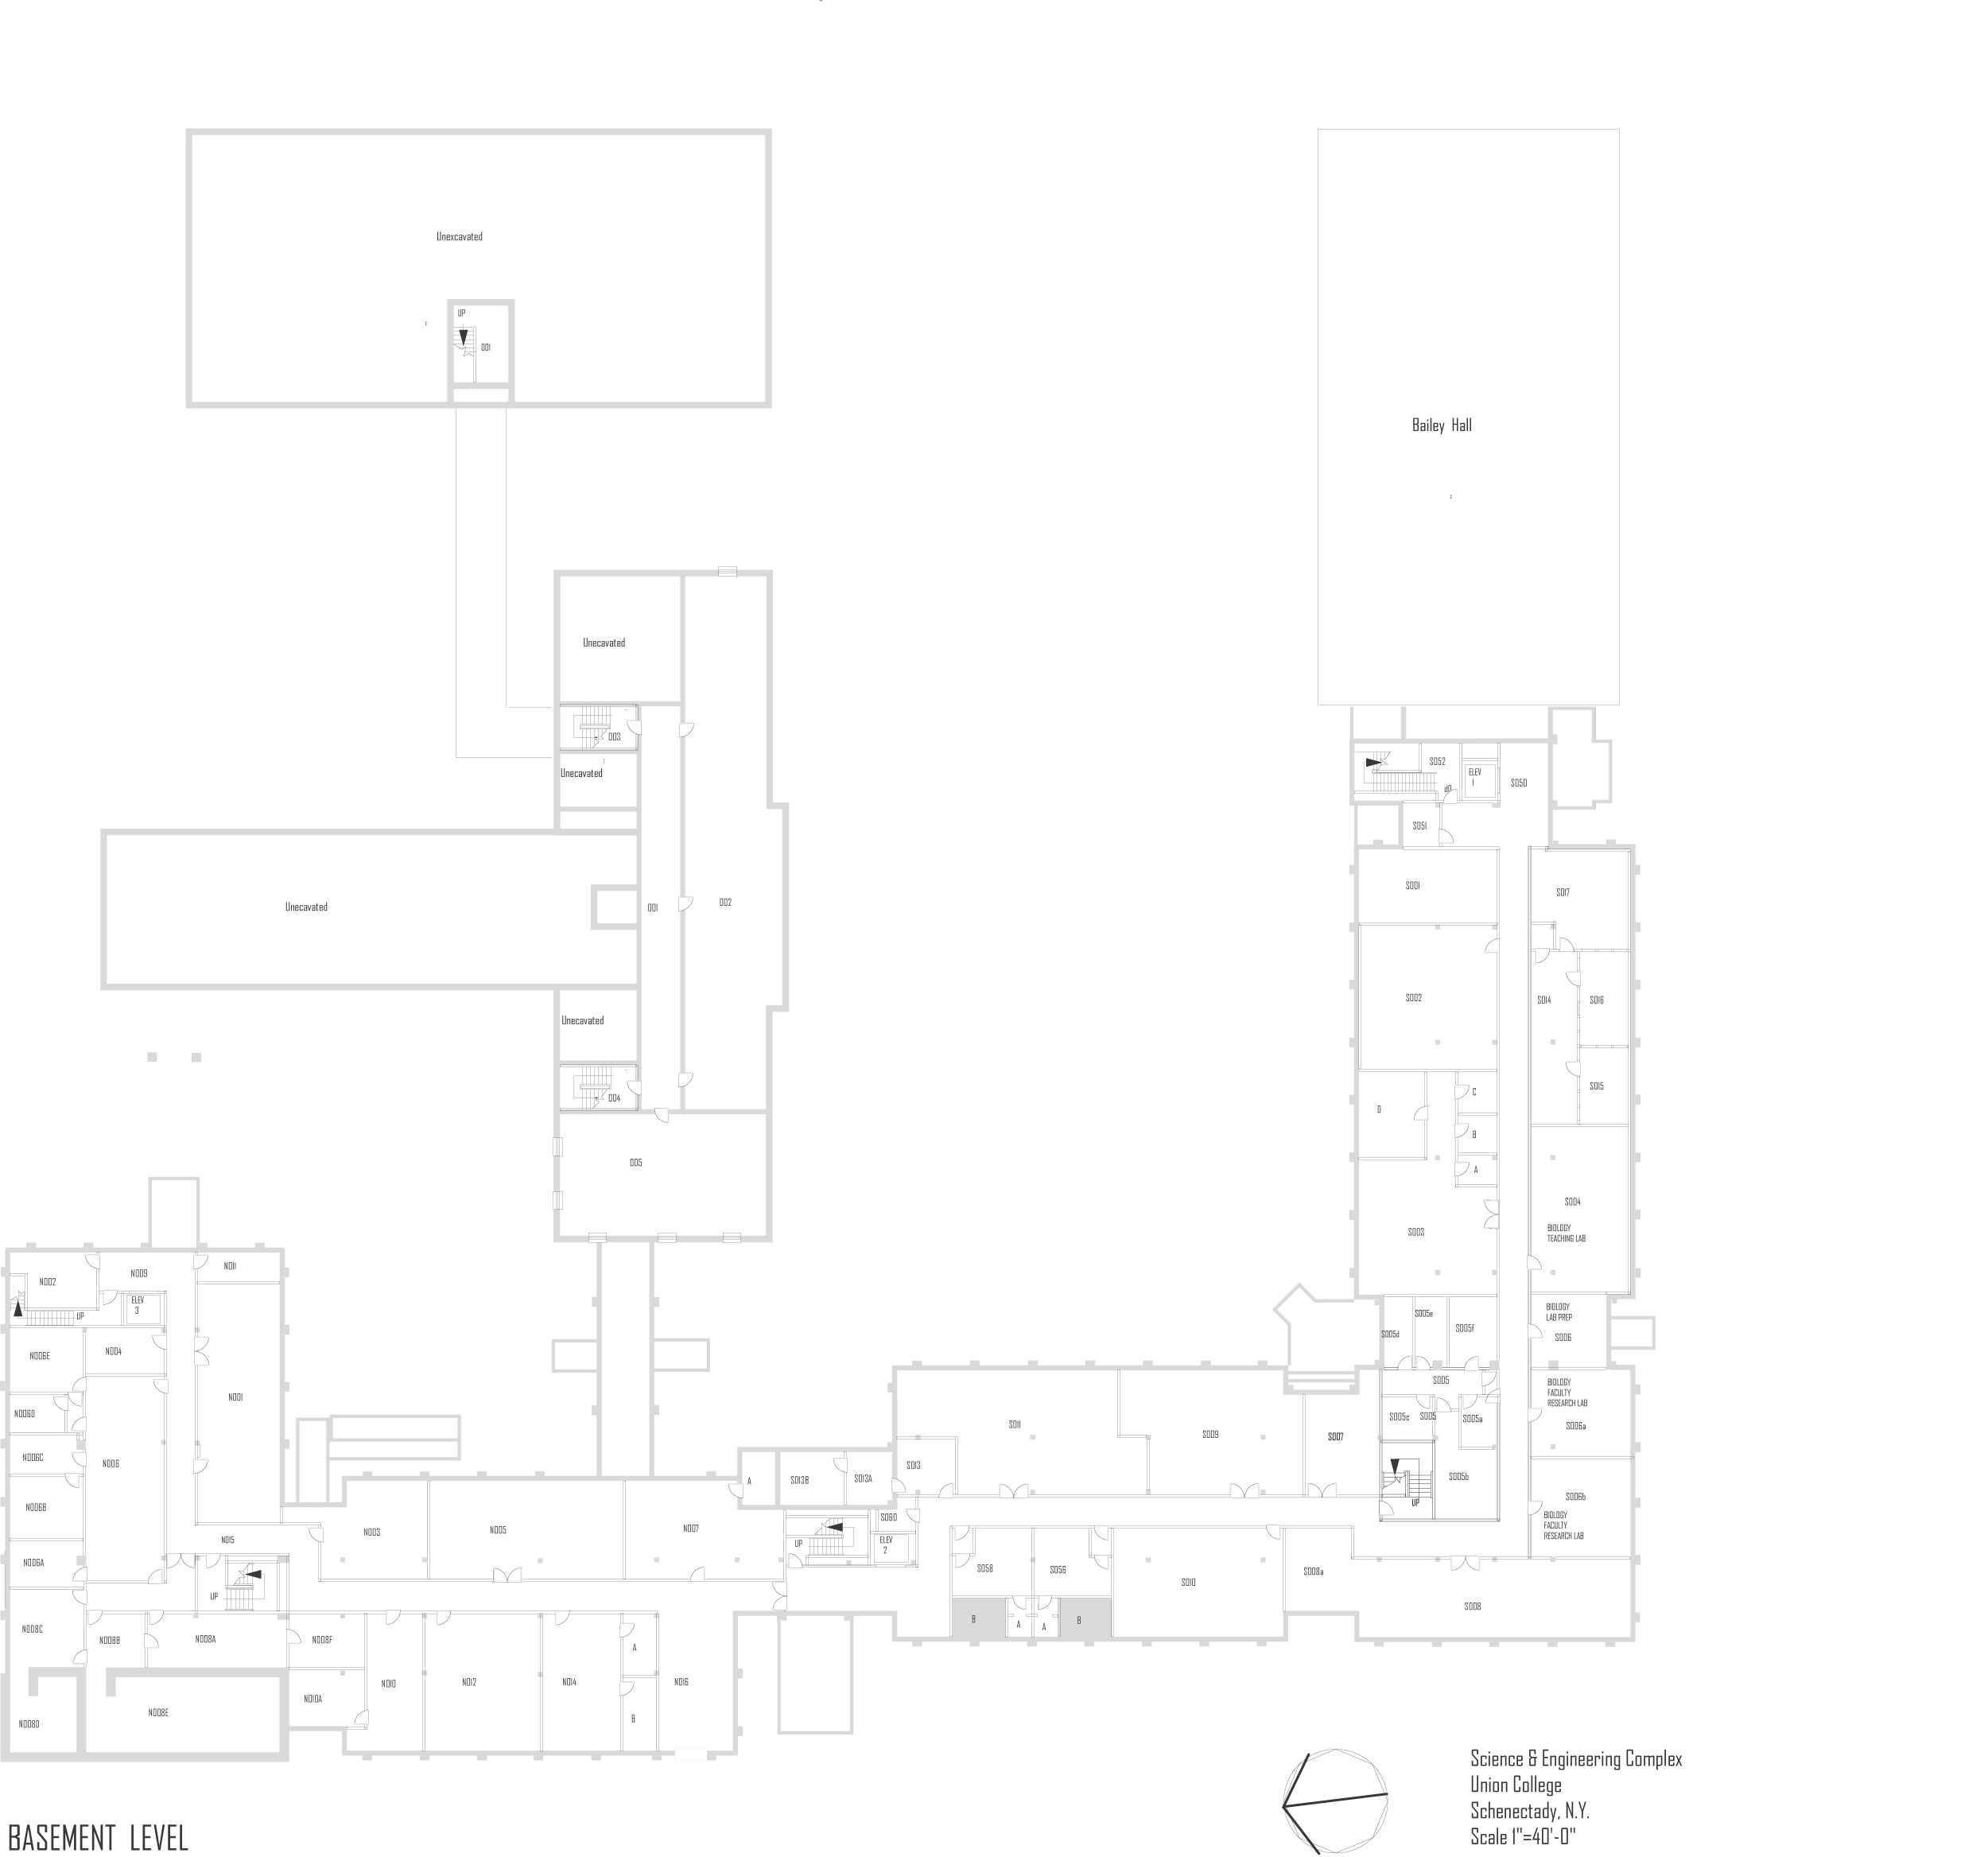 Unexcavated
UP
001
Bailey Hall
Unecavated
003
Unecavated
S052
ELEV
1
S050
UP
S051
S001
S017
Unecavated
001
002
S002
S014
S016
Unecavated
S015
004
C
D
B
A
005
S004
BIOLOGY
TEACHING LAB
S003
N011
N009
N002
ELEV
3
UP
BIOLOGY
LAB PREP
S006
S005e
S005f
S005d
N004
N006E
S005
BIOLOGY
FACULTY
RESEARCH LAB
S006a
N001
N006D
S005c
S005
S005a
S011
S009
S007
N006C
N006
S013
A
S013B
S013A
S005b
N006B
UP
S006b
BIOLOGY
FACULTY
RESEARCH LAB
S060
N003
N005
N007
N015
UP
ELEV
2
N006A
S058
S056
S008a
S010
UP
S008
N008C
N008B
N008A
N008F
B
A
A
B
A
N010
N012
N014
N016
N010A
N008E
N008D
B
Science & Engineering Complex
Union College
Schenectady, N.Y.
Scale 1"=40'-0"
BASEMENT LEVEL